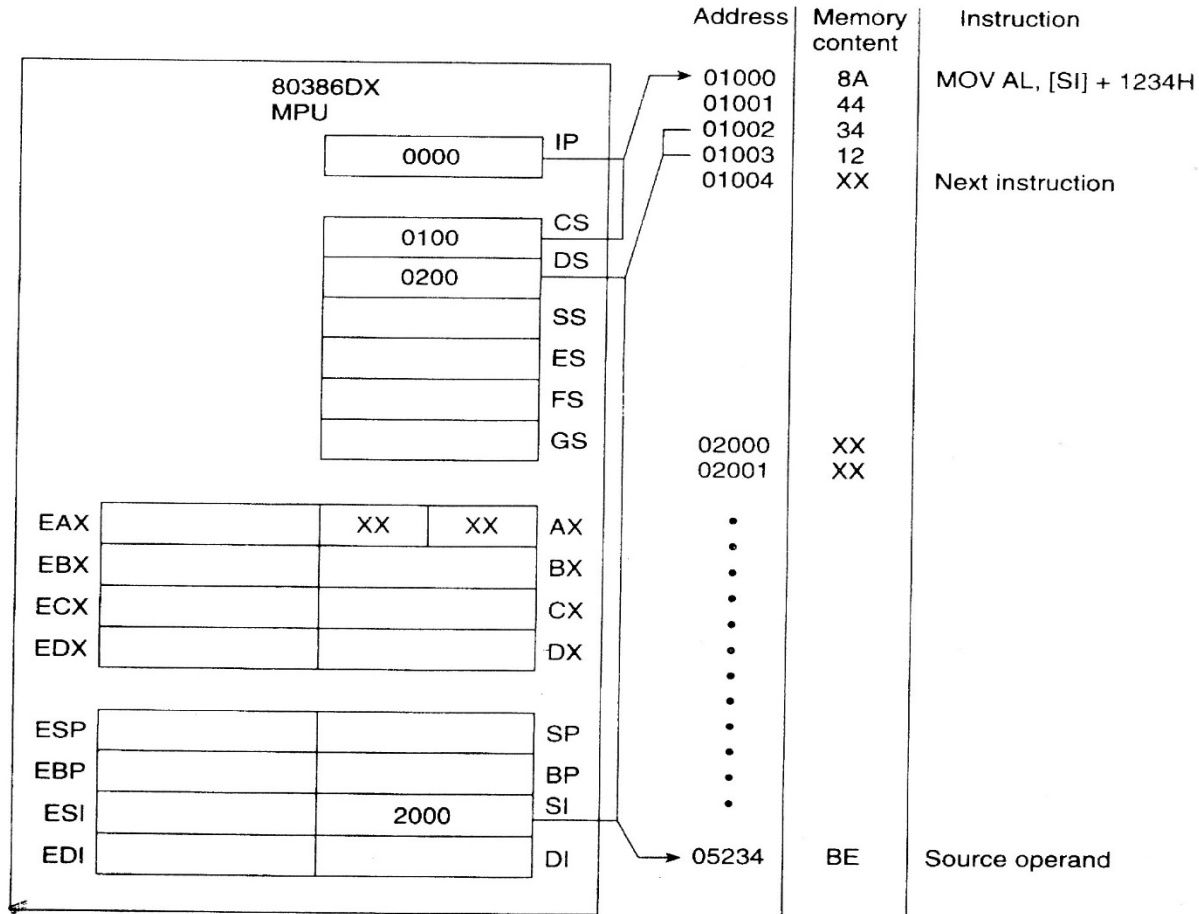 Address Memory content Instruction
80386DX
MPU
01000 8A MOV AL, [SI] + 1234H
01001 44
01002 34
IP
0000
01003 12
01004 XX Next instruction
0100 CS
0200 DS
SS
ES
FS
GS
02000 XX
02001 XX
EAX XX XX AX
EBX BX
ECX CX
EDX DX
ESP SP
EBP BP
ESI 2000 SI
EDI DI
05234 BE Source operand